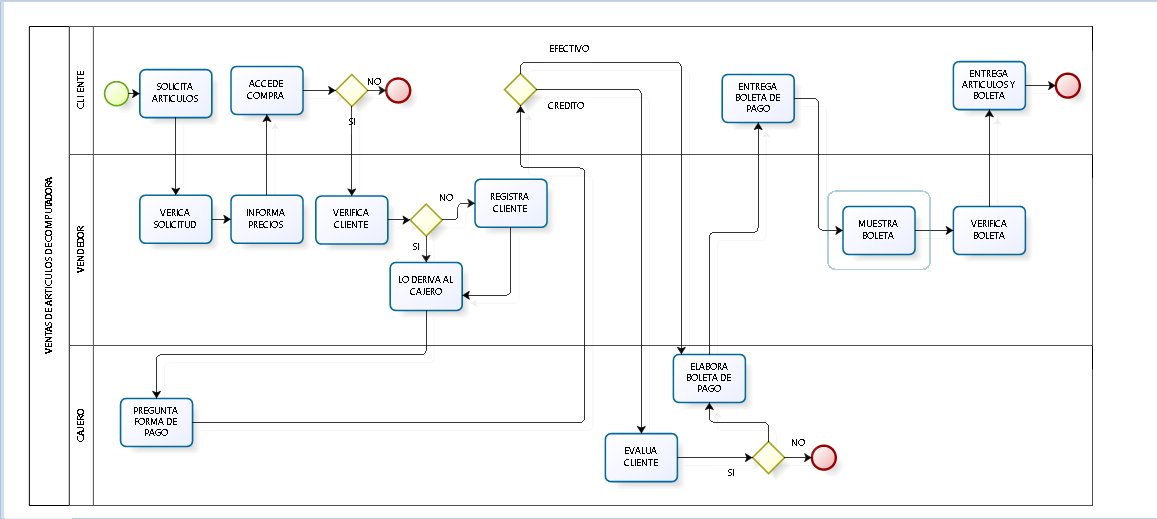 VENTAS DE ARTICULOS DE COMPUTADORA
CLIENTE
SOLICITA
ARTICULOS
ACCEDE
COMPRA
NO
SI
EFECTIVO
CREDITO
ENTREGA
BOLETA DE
PAGO
ENTREGA
ARTICULOS Y
BOLETA
VENDEDOR
VERICA
SOLICITUD
INFORMA
PRECIOS
VERIFICA
CLIENTE
NO
SI
REGISTRA
CLIENTE
LO DERIVA AL
CAJERO
MUESTRA
BOLETA
VERIFICA
BOLETA
CAJERO
PREGUNTA
FORMA DE
PAGO
ELABORA
BOLETA DE
PAGO
EVALUA
CLIENTE
SI
NO